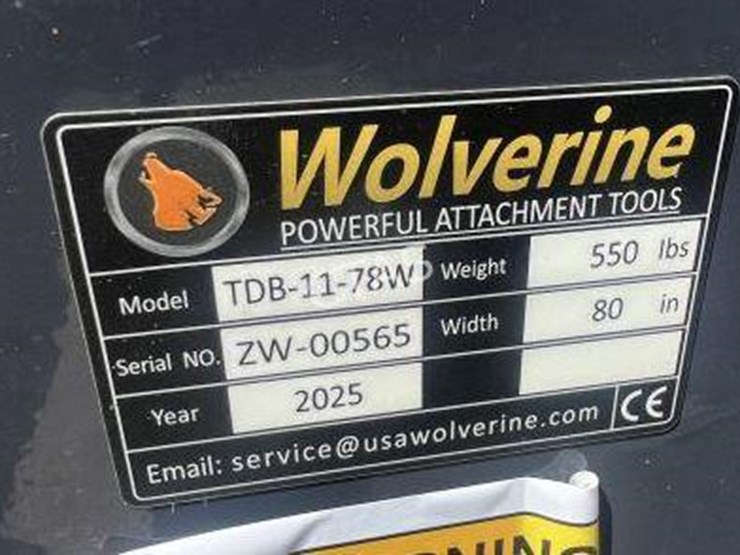 Wolverine
POWERFUL ATTACHMENT TOOLS
Model TDB-11-78W Weight 550 lbs
Serial NO. ZW-00565 Width 80 in
Year 2025
Email: service@usawolverine.com CE